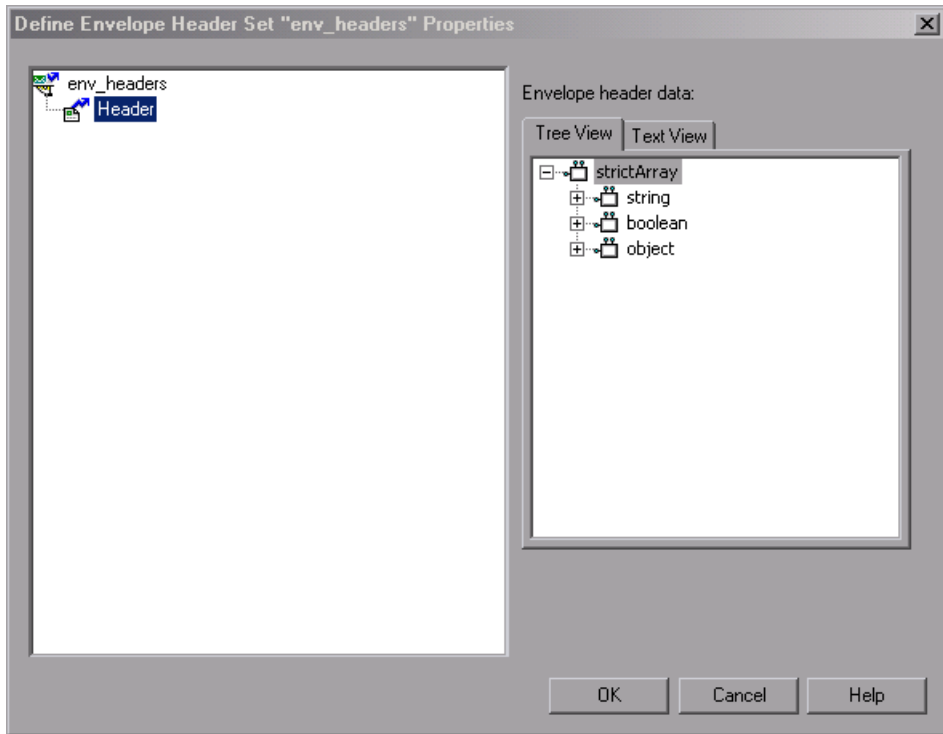 Define Envelope Header Set "env_headers" Properties
env_headers
Header
Envelope header data:
Tree View
Text View
strictArray
string
boolean
object
OK
Cancel
Help